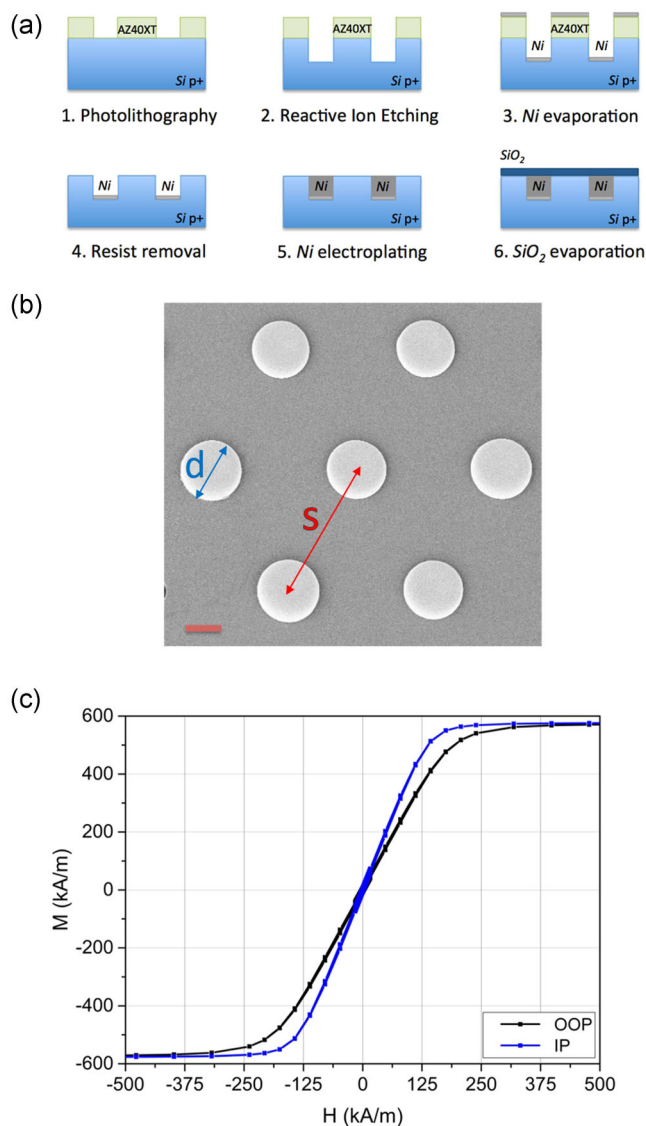 (a)
AZ40XT
Si p+
1. Photolithography
AZ40XT
Si p+
2. Reactive Ion Etching
Ni
AZ40XT
Ni
Si p+
3. Ni evaporation
Ni
Ni
Si p+
4. Resist removal
Ni
Ni
Si p+
5. Ni electroplating
SiO2
Ni
Ni
Si p+
6. SiO2 evaporation
(b)
d
S
(c)
600
400
200
0
-200
-400
-600
M (kA/m)
-500 -375 -250 -125 0 125 250 375 500
H (kA/m)
OOP
IP